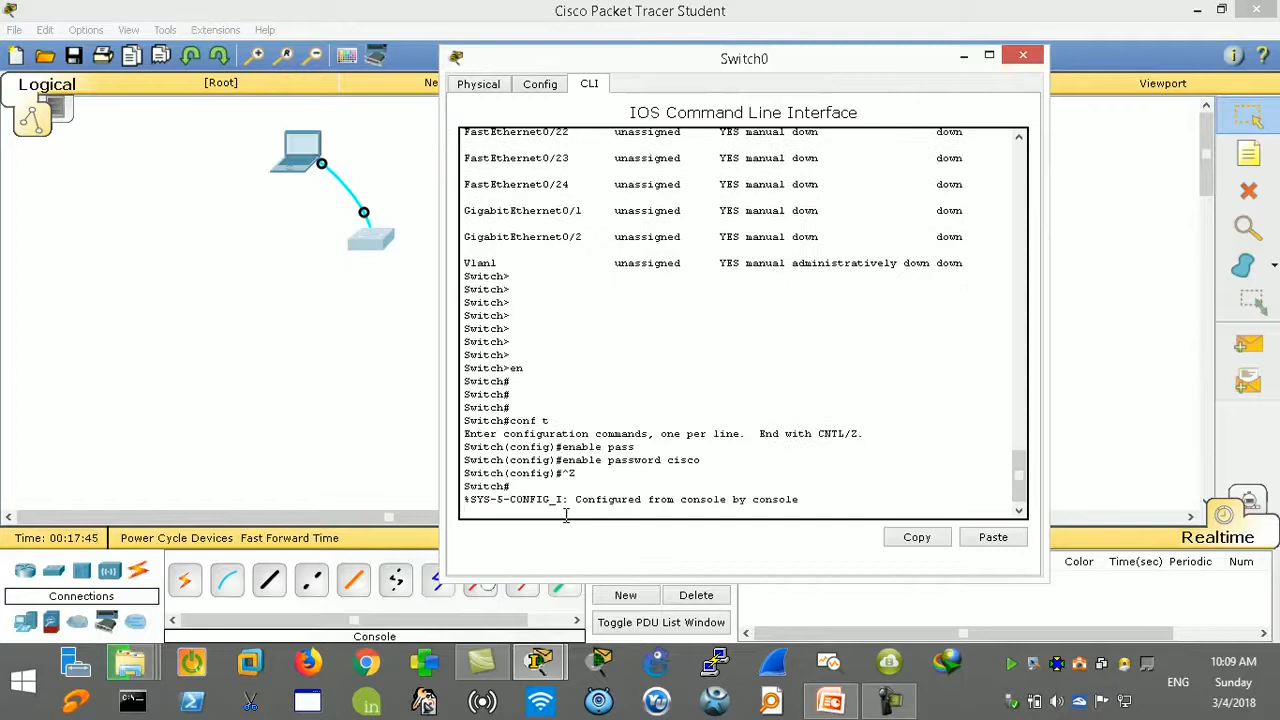 Cisco Packet Tracer Student
File Edit Options View Tools Extensions Help
Logical
[Root]
Ne
Viewport
Switch0
Physical Config CLI
IOS Command Line Interface
FastEthernet0/22 unassigned YES manual down down
FastEthernet0/23 unassigned YES manual down down
FastEthernet0/24 unassigned YES manual down down
GigabitEthernet0/1 unassigned YES manual down down
GigabitEthernet0/2 unassigned YES manual down down
Vlan1 unassigned YES manual administratively down down
Switch>
Switch>
Switch>
Switch>
Switch>
Switch>
Switch>
Switch>en
Switch#
Switch#
Switch#
Switch#conf t
Enter configuration commands, one per line. End with CNTL/Z.
Switch(config)#enable pass
Switch(config)#enable password cisco
Switch(config)#^Z
Switch#
%SYS-5-CONFIG_I: Configured from console by console
Copy Paste
Time: 00:17:45 Power Cycle Devices Fast Forward Time
Realtime
Connections
Console
New Delete
Toggle PDU List Window
Color Time(sec) Periodic Num
ENG
10:09 AM
Sunday
3/4/2018